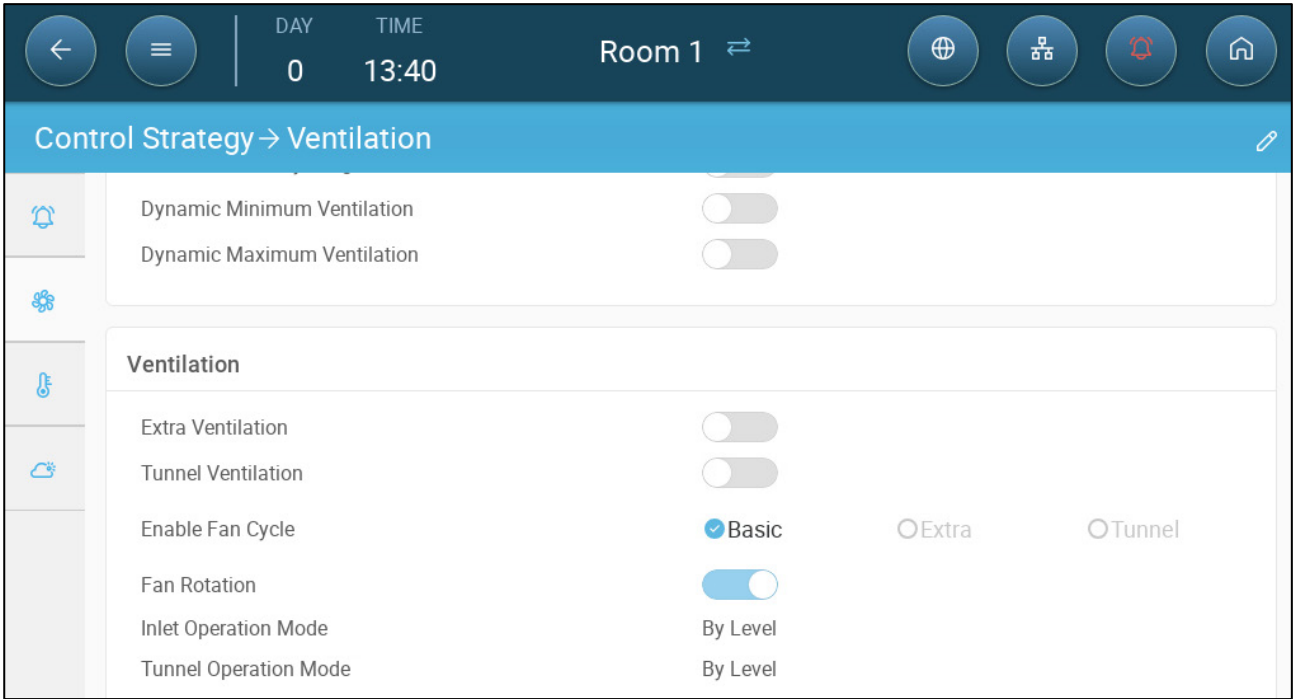 DAY TIME
0 13:40 Room 1
Control Strategy → Ventilation
Dynamic Minimum Ventilation
Dynamic Maximum Ventilation
Ventilation
Extra Ventilation
Tunnel Ventilation
Enable Fan Cycle Basic Extra Tunnel
Fan Rotation
Inlet Operation Mode By Level
Tunnel Operation Mode By Level